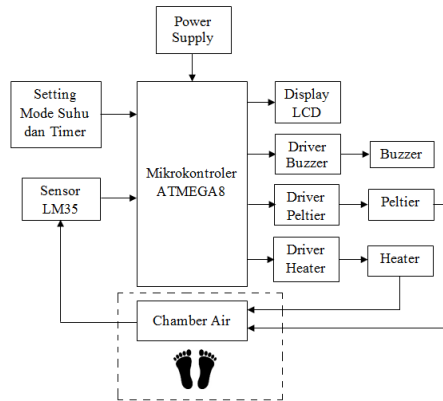 Power
Supply
Setting
Mode Suhu
dan Timer
Mikrokontroler
ATMEGA8
Display
LCD
Driver
Buzzer
Buzzer
Sensor
LM35
Driver
Peltier
Peltier
Driver
Heater
Heater
Chamber Air